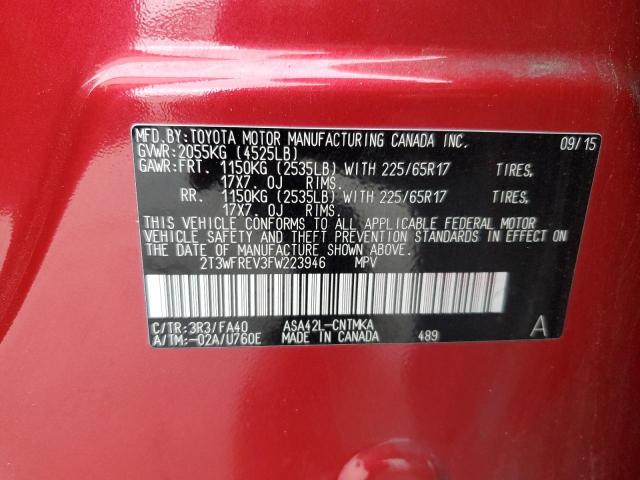 MFD.BY:TOYOTA MOTOR MANUFACTURING CANADA INC. 09/15
GVWR:2055KG (4525LB)
GAWR:FRT. 1150KG (2535LB) WITH 225/65R17 TIRES,
17X7.0J RIMS.
RR. 1150KG (2535LB) WITH 225/65R17 TIRES,
17X7.0J RIMS.
THIS VEHICLE CONFORMS TO ALL APPLICABLE FEDERAL MOTOR
VEHICLE SAFETY AND THEFT PREVENTION STANDARDS IN EFFECT ON
THE DATE OF MANUFACTURE SHOWN ABOVE.
2T3WFREV3FW223946 MPV
C/TR:3R3/FA40 ASA42L-CNTMKA A
A/TM:-02A/U760E MADE IN CANADA 489